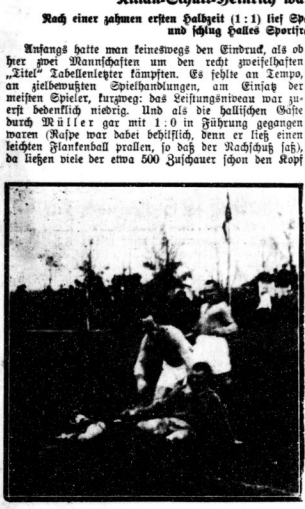 Nach einer zahmen ersten Halbzeit (1 : 1) lief
und schlug Halles
Anfangs hatte man keineswegs den Eindruck, als ob
hier zwei Mannschaften um den recht zweifelhaften
„Titel“ Tabellenletzter kämpften. Es fehlte an Tempo,
an zielbewußten Spielhandlungen, am Einsatz der
meisten Spieler, kurzweg: das Leistungsniveau war zu-
erst bedenklich niedrig. Und als die hallischen Gäste
durch Müller gar mit 1 : 0 in Führung gegangen
waren (Raspe war dabei behilflich, denn er ließ einen
leichten Flankenball prallen, so daß der Nachschuß saß),
da ließen viele der etwa 500 Zuschauer schon den Kopf